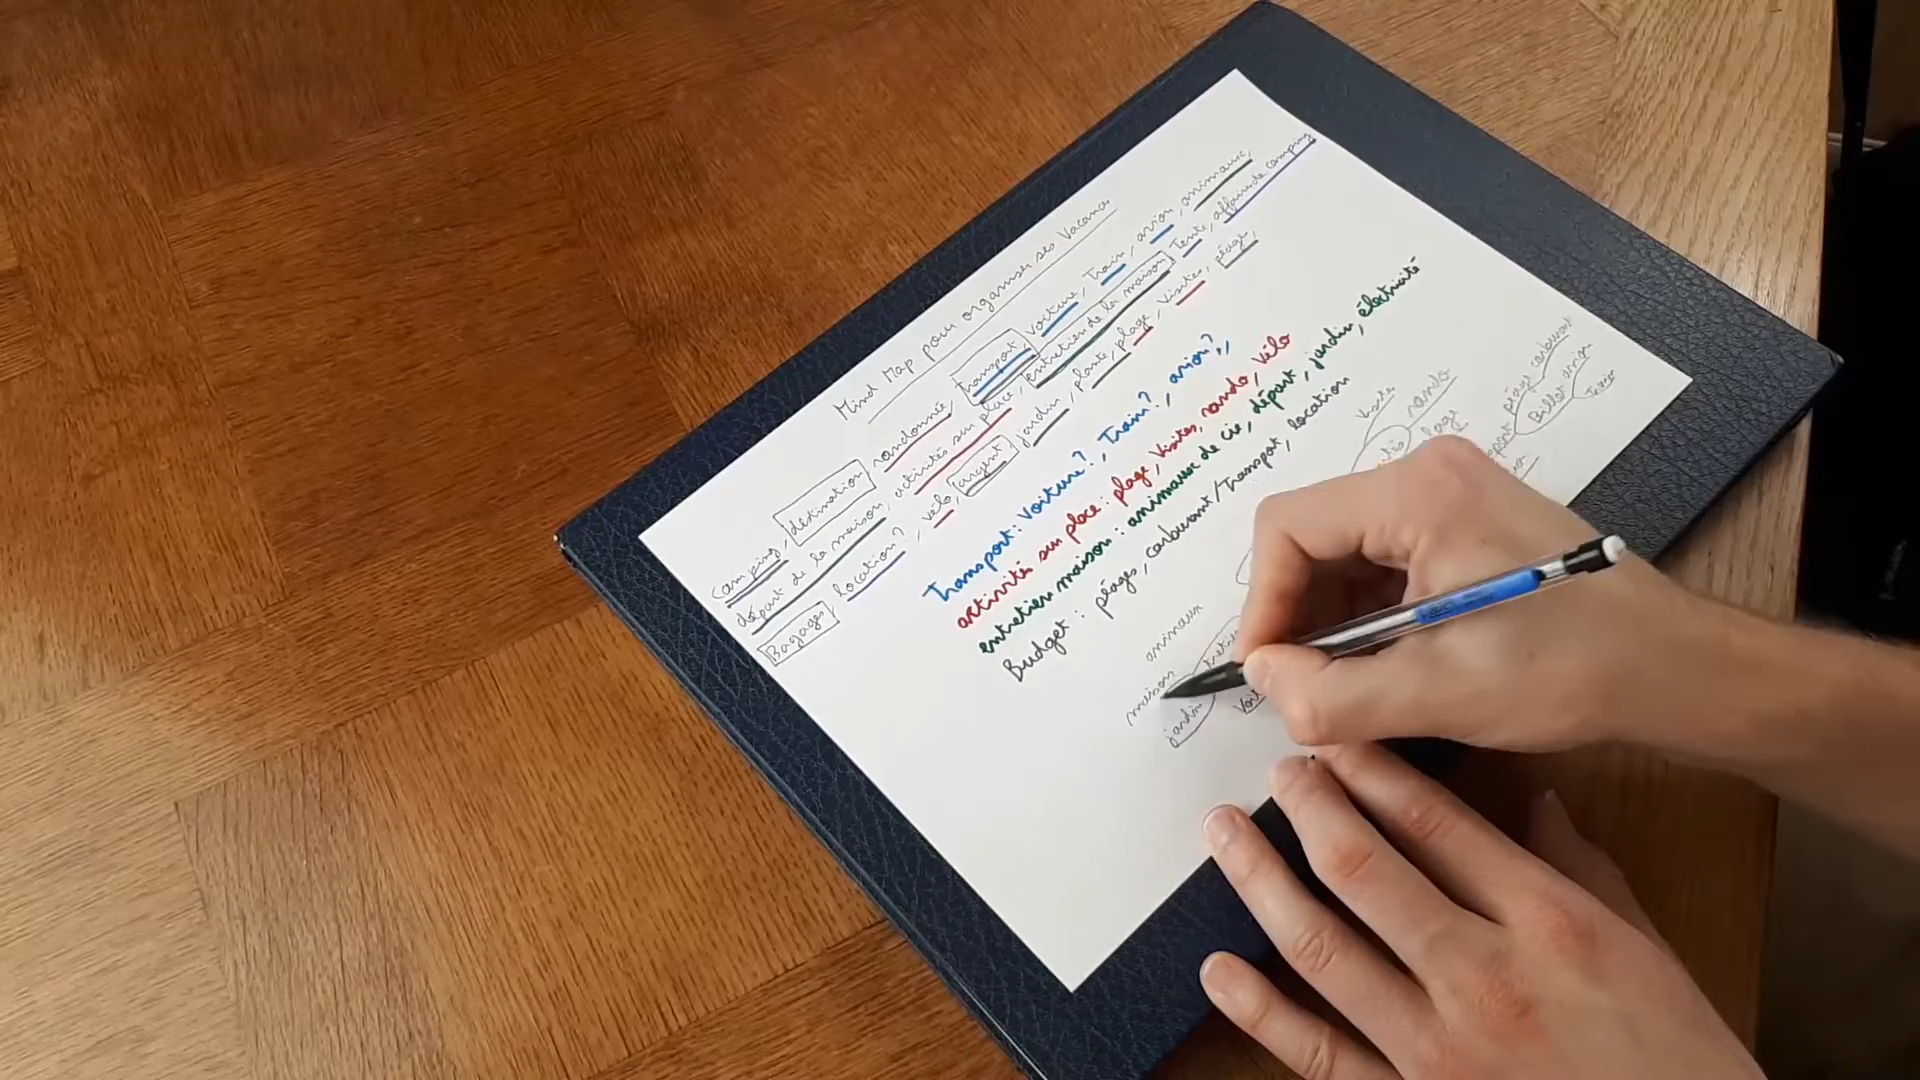 Mind Map pour organiser ses Vacances
camping, destination, randonnée, transport, voiture, train, avion, animaux,
départ de la maison, activités sur place, entretien de la maison, Tente, affaires de camping
Bagages, location?, vélo, argent, jardin, plante, plage, visites, péage,
Transport: Voiture?, Train?, avion?,
activités sur place: plage, visites, rando, vélo
entretien maison: animaux de cie, départ, jardin, électricité
Budget: péages, carburant/Transport, location
visite
rando
péage carburant
Billet avion
Train
animaux
maison
jardin